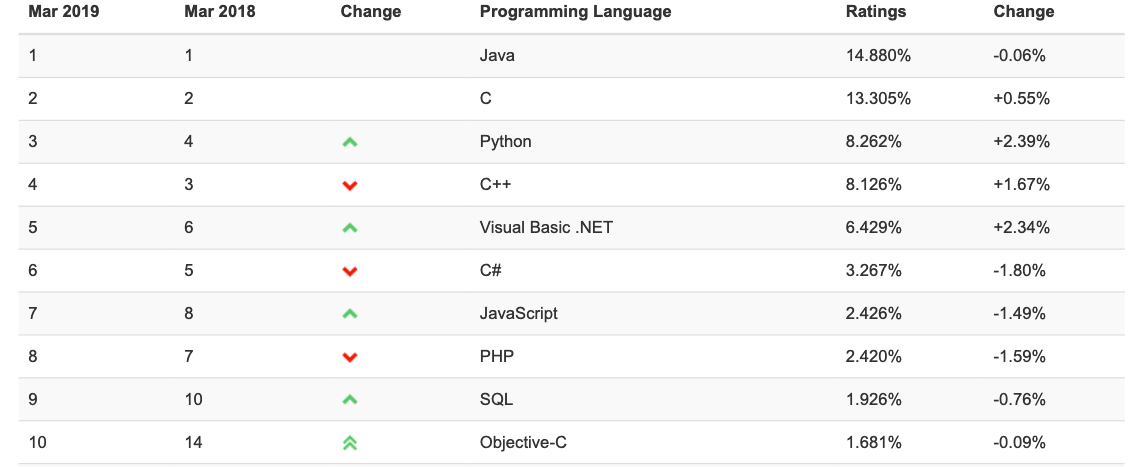 Mar 2019 Mar 2018 Change Programming Language Ratings Change
1 1 Java 14.880% -0.06%
2 2 C 13.305% +0.55%
3 4 Python 8.262% +2.39%
4 3 C++ 8.126% +1.67%
5 6 Visual Basic .NET 6.429% +2.34%
6 5 C# 3.267% -1.80%
7 8 JavaScript 2.426% -1.49%
8 7 PHP 2.420% -1.59%
9 10 SQL 1.926% -0.76%
10 14 Objective-C 1.681% -0.09%